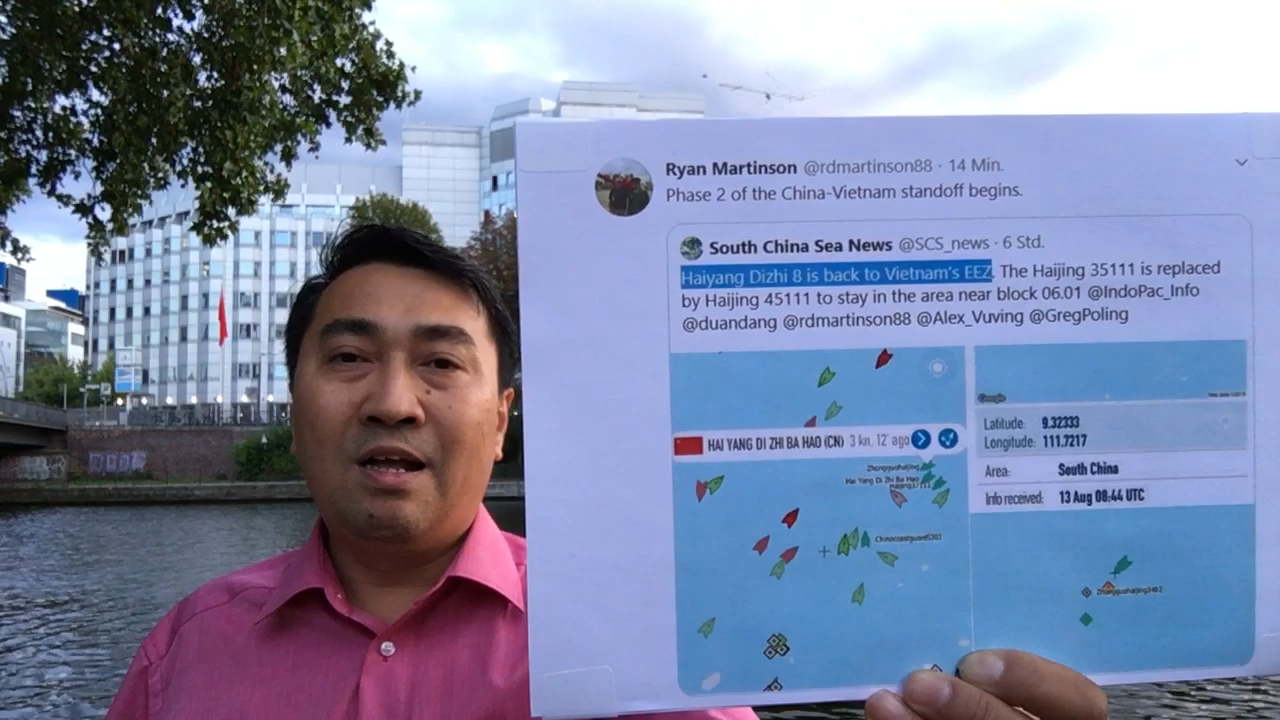 Ryan Martinson @rdmartinson88 · 14 Min.
Phase 2 of the China-Vietnam standoff begins.
South China Sea News @SCS_news · 6 Std.
Haiyang Dizhi 8 is back to Vietnam's EEZ. The Haijing 35111 is replaced
by Haijing 45111 to stay in the area near block 06.01 @IndoPac_Info
@duandang @rdmartinson88 @Alex_Vuving @GregPoling
HAI YANG DI ZHI BA HAO (CN) 3 kn, 12' ago
Zhongguohaijing
Hai Yang Di Zhi Ba Hao
Haijing37111
Chinacoastguard5303
Google
Latitude: 9.32333
Longitude: 111.7217
Area: South China
Info received: 13 Aug 08:44 UTC